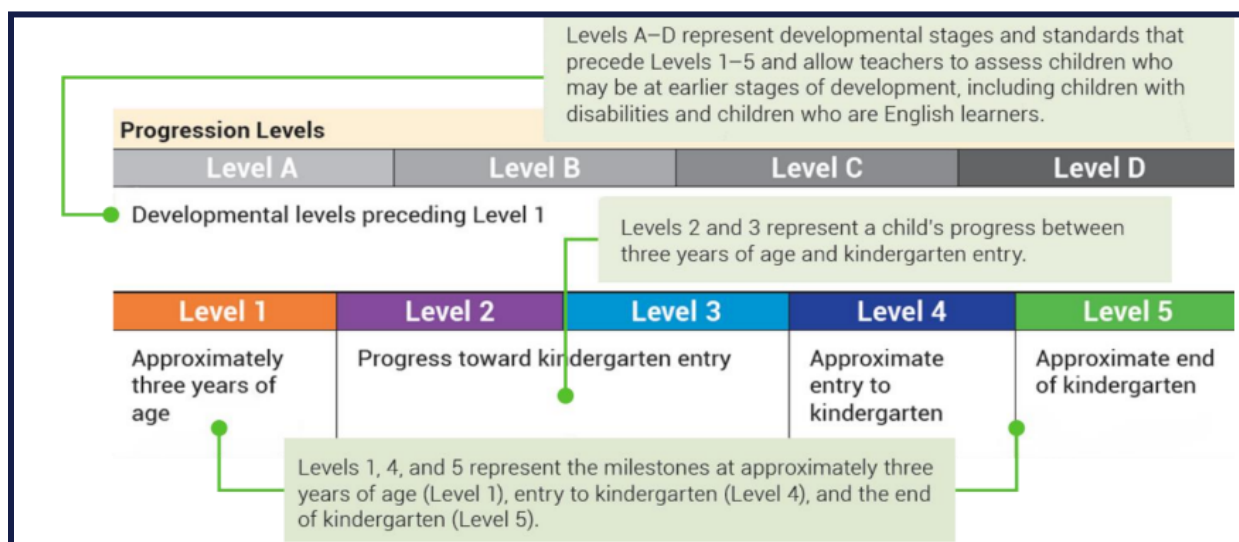 Levels A–D represent developmental stages and standards that
precede Levels 1–5 and allow teachers to assess children who
may be at earlier stages of development, including children with
disabilities and children who are English learners.
Progression Levels
Level A
Level B
Level C
Level D
Developmental levels preceding Level 1
Levels 2 and 3 represent a child's progress between
three years of age and kindergarten entry.
Level 1
Level 2
Level 3
Level 4
Level 5
Approximately
three years of
age
Progress toward kindergarten entry
Approximate
entry to
kindergarten
Approximate end
of kindergarten
Levels 1, 4, and 5 represent the milestones at approximately three
years of age (Level 1), entry to kindergarten (Level 4), and the end
of kindergarten (Level 5).